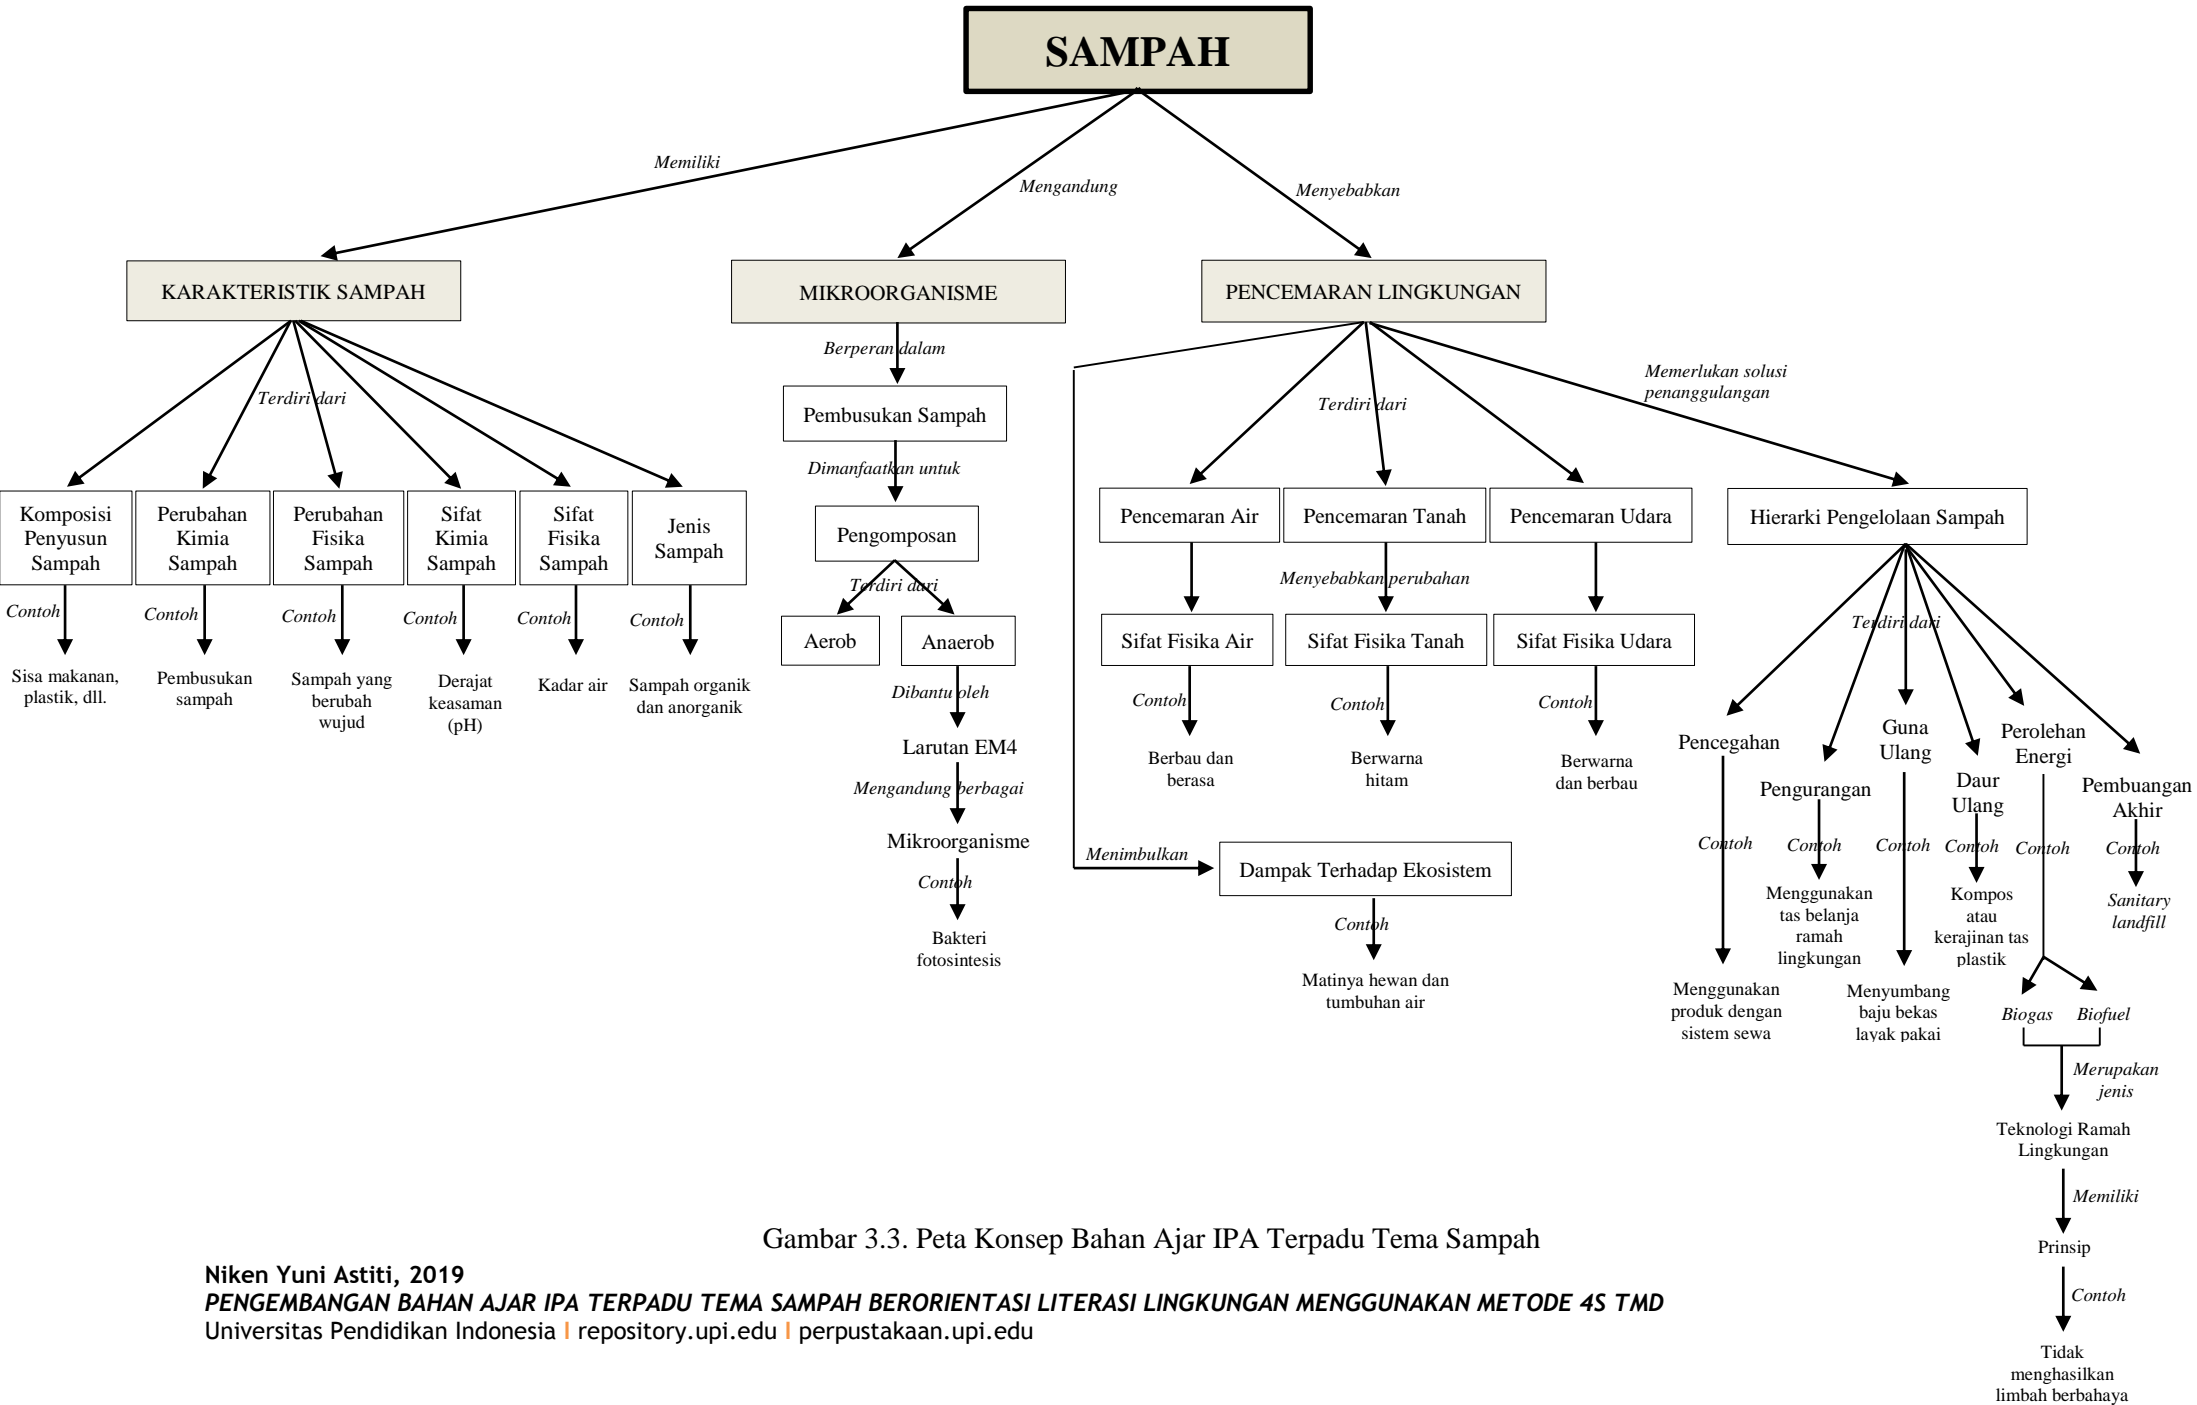 SAMPAH
Memiliki
Mengandung
Menyebabkan
KARAKTERISTIK SAMPAH
MIKROORGANISME
PENCEMARAN LINGKUNGAN
Terdiri dari
Komposisi
Penyusun
Sampah
Perubahan
Kimia
Sampah
Perubahan
Fisika
Sampah
Sifat
Kimia
Sampah
Sifat
Fisika
Sampah
Jenis
Sampah
Contoh
Contoh
Contoh
Contoh
Contoh
Contoh
Sisa makanan,
plastik, dll.
Pembusukan
sampah
Sampah yang
berubah
wujud
Derajat
keasaman
(pH)
Kadar air
Sampah organik
dan anorganik
Berperan dalam
Pembusukan Sampah
Dimanfaatkan untuk
Pengomposan
Terdiri dari
Aerob
Anaerob
Dibantu oleh
Larutan EM4
Mengandung berbagai
Mikroorganisme
Contoh
Bakteri
fotosintesis
Terdiri dari
Memerlukan solusi
penanggulangan
Pencemaran Air
Pencemaran Tanah
Pencemaran Udara
Hierarki Pengelolaan Sampah
Menyebabkan perubahan
Sifat Fisika Air
Sifat Fisika Tanah
Sifat Fisika Udara
Contoh
Contoh
Contoh
Berbau dan
berasa
Berwarna
hitam
Berwarna
dan berbau
Menimbulkan
Dampak Terhadap Ekosistem
Contoh
Matinya hewan dan
tumbuhan air
Terdiri dari
Pencegahan
Pengurangan
Guna
Ulang
Daur
Ulang
Perolehan
Energi
Pembuangan
Akhir
Contoh
Contoh
Contoh
Contoh
Contoh
Contoh
Menggunakan
produk dengan
sistem sewa
Menggunakan
tas belanja
ramah
lingkungan
Menyumbang
baju bekas
layak pakai
Kompos
atau
kerajinan tas
plastik
Biogas
Biofuel
Sanitary
landfill
Merupakan
jenis
Teknologi Ramah
Lingkungan
Memiliki
Prinsip
Contoh
Tidak
menghasilkan
limbah berbahaya
Gambar 3.3. Peta Konsep Bahan Ajar IPA Terpadu Tema Sampah
Niken Yuni Astiti, 2019
PENGEMBANGAN BAHAN AJAR IPA TERPADU TEMA SAMPAH BERORIENTASI LITERASI LINGKUNGAN MENGGUNAKAN METODE 4S TMD
Universitas Pendidikan Indonesia I repository.upi.edu I perpustakaan.upi.edu